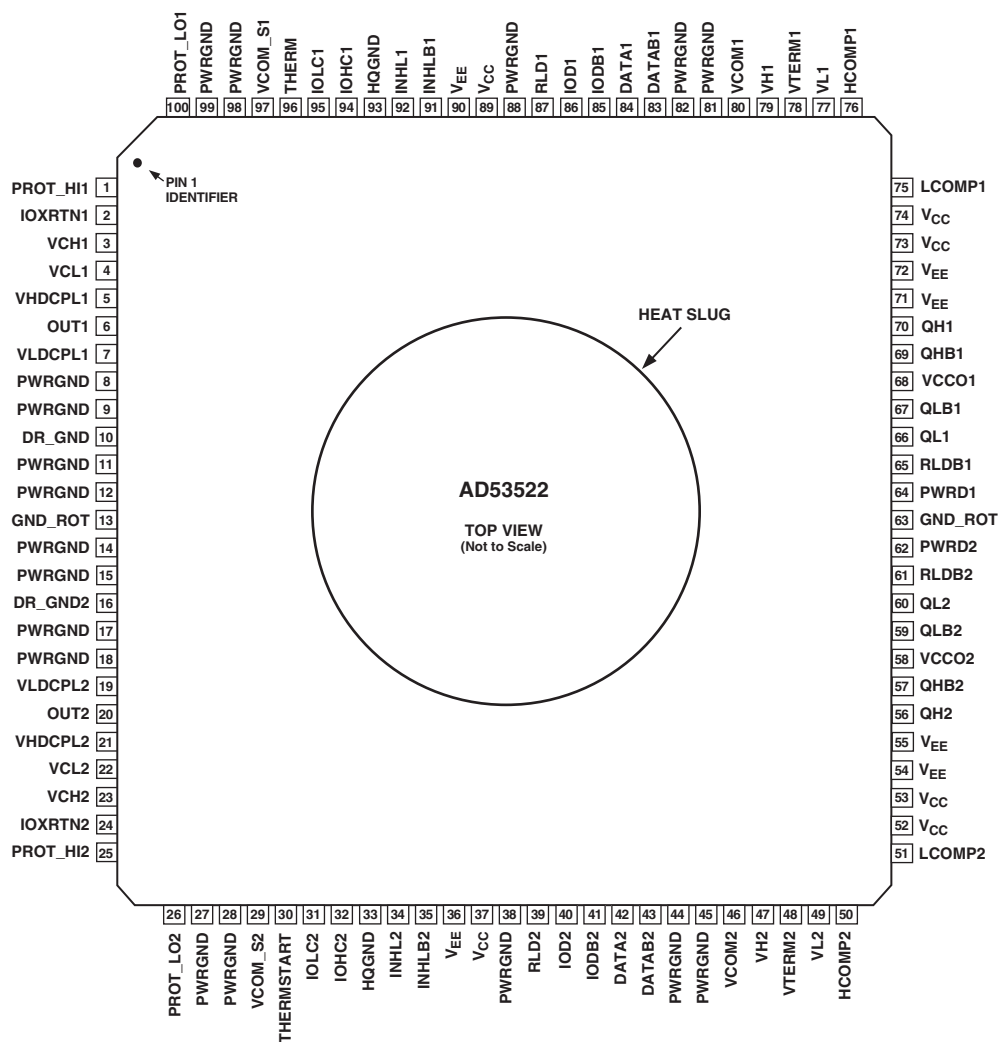 PROT_LO1
PWRGND
PWRGND
VCOM_S1
THERM
IOLC1
IOHC1
HQGND
INHL1
INHLB1
VEE
VCC
PWRGND
RLD1
IOD1
IODB1
DATA1
DATAB1
PWRGND
PWRGND
VCOM1
VH1
VTERM1
VL1
HCOMP1
100 99 98 97 96 95 94 93 92 91 90 89 88 87 86 85 84 83 82 81 80 79 78 77 76
PIN 1
IDENTIFIER
PROT_HI1 1
IOXRTN1 2
VCH1 3
VCL1 4
VHDCPL1 5
OUT1 6
VLDCPL1 7
PWRGND 8
PWRGND 9
DR_GND 10
PWRGND 11
PWRGND 12
GND_ROT 13
PWRGND 14
PWRGND 15
DR_GND2 16
PWRGND 17
PWRGND 18
VLDCPL2 19
OUT2 20
VHDCPL2 21
VCL2 22
VCH2 23
IOXRTN2 24
PROT_HI2 25
HEAT SLUG
AD53522
TOP VIEW
(Not to Scale)
75 LCOMP1
74 VCC
73 VCC
72 VEE
71 VEE
70 QH1
69 QHB1
68 VCCO1
67 QLB1
66 QL1
65 RLDB1
64 PWRD1
63 GND_ROT
62 PWRD2
61 RLDB2
60 QL2
59 QLB2
58 VCCO2
57 QHB2
56 QH2
55 VEE
54 VEE
53 VCC
52 VCC
51 LCOMP2
26 27 28 29 30 31 32 33 34 35 36 37 38 39 40 41 42 43 44 45 46 47 48 49 50
PROT_LO2
PWRGND
PWRGND
VCOM_S2
THERMSTART
IOLC2
IOHC2
HQGND
INHL2
INHLB2
VEE
VCC
PWRGND
RLD2
IOD2
IODB2
DATA2
DATAB2
PWRGND
PWRGND
VCOM2
VH2
VTERM2
VL2
HCOMP2